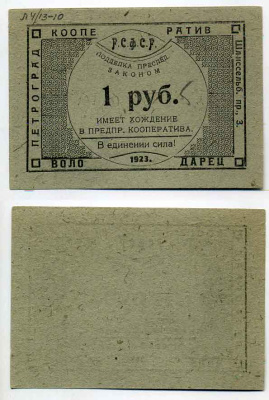 ЛЧ/13-10
КООПЕ РАТИВ
Р.С.Ф.С.Р.
ПОДДЕЛКА ПРЕСЛЕД.
ЗАКОНОМ
1 руб.
ИМЕЕТ ХОЖДЕНИЕ
В ПРЕДПР. КООПЕРАТИВА.
В единении сила!
1923.
ВОЛО ДАРЕЦ
ПЕТРОГРАД
Шлиссельб. пр., 3